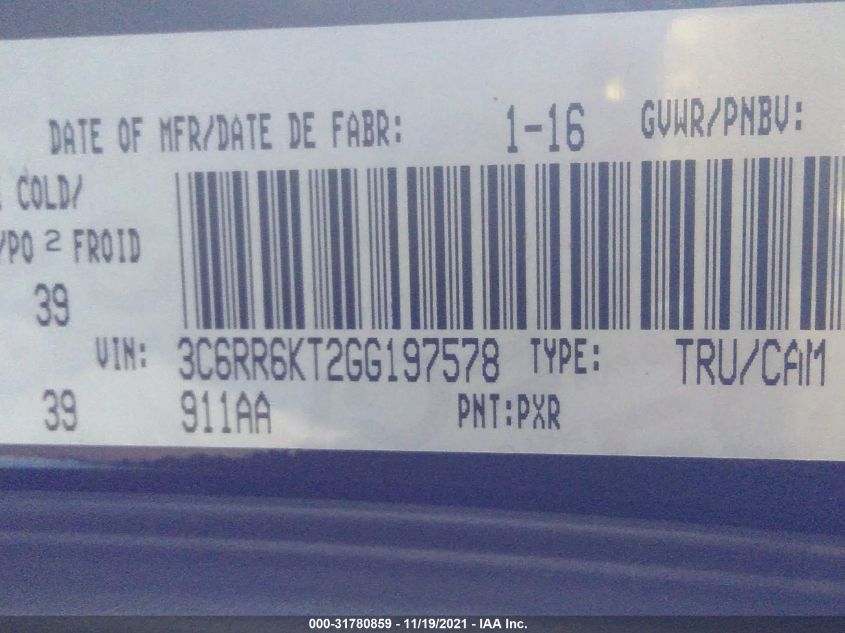 DATE OF MFR/DATE DE FABR: 1-16 GVWR/PNBV:
COLD/
/PO 2 FROID
39
VIN: 3C6RR6KT2GG197578 TYPE: TRU/CAM
39 911AA PNT:PXR
000-31780859 - 11/19/2021 - IAA Inc.